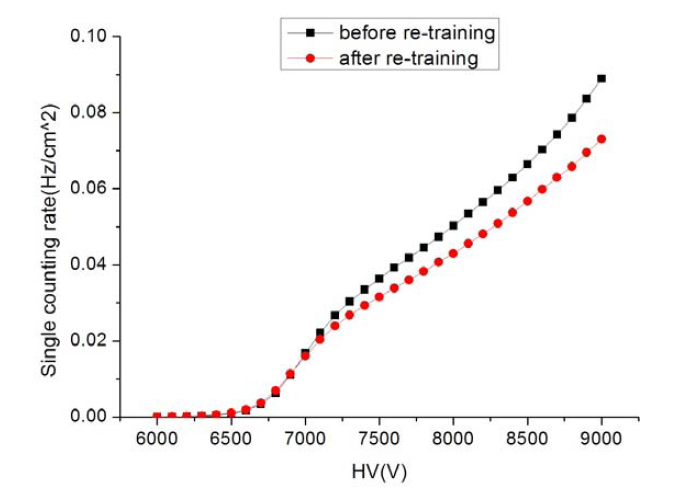 before re-training
after re-training
Single counting rate(Hz/cm^2)
0.10
0.08
0.06
0.04
0.02
0.00
6000 6500 7000 7500 8000 8500 9000
HV(V)